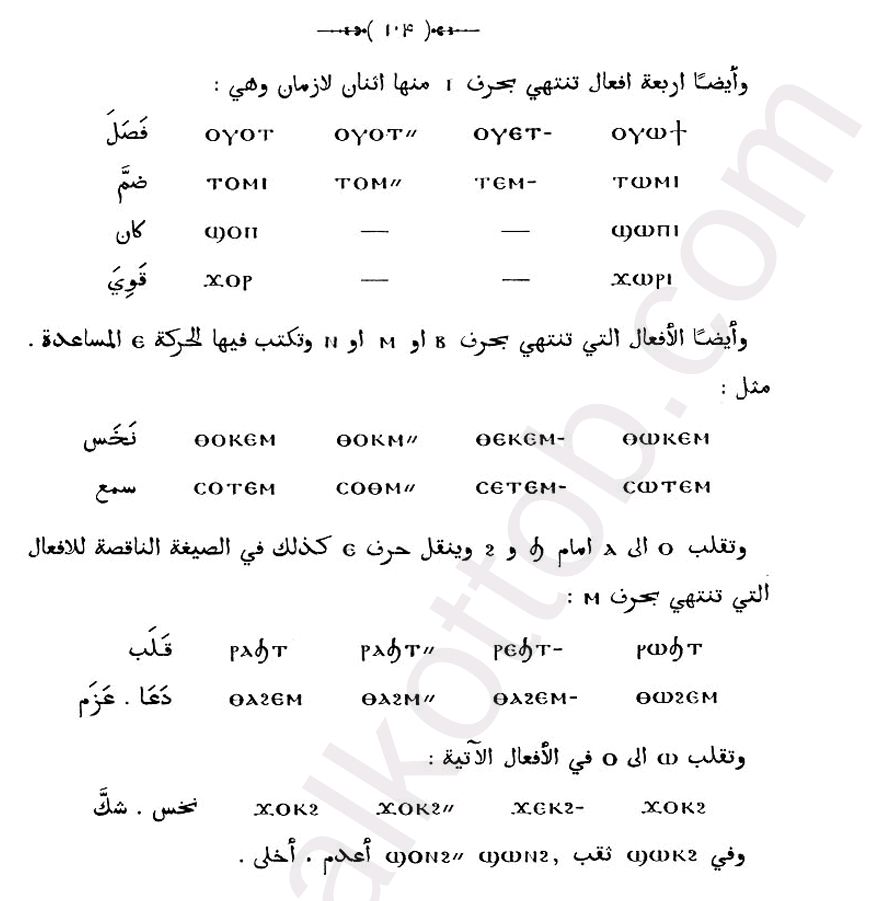 ( ١٠٤ )
وأيضًا اربعة افعال تنتهي بحرف ⲓ منها اثنان لازمان وهي :
ⲟⲩⲱϯ ⲟⲩⲉⲧ- ⲟⲩⲟⲧ〃 ⲟⲩⲟⲧ فَصَلَ
ⲧⲱⲙⲓ ⲧⲉⲙ- ⲧⲟⲙ〃 ⲧⲟⲙⲓ ضمَّ
ϣⲱⲡⲓ — — ϣⲟⲡ كان
ϫⲱⲣⲓ — — ϫⲟⲣ قَوِيَ
وأيضًا الأفعال التي تنتهي بحرف ⲃ او ⲙ او ⲛ وتكتب فيها الحركة ⲉ المساعدة .
مثل :
ⲑⲱⲕⲉⲙ ⲑⲉⲕⲉⲙ- ⲑⲟⲕⲙ〃 ⲑⲟⲕⲉⲙ نَخَس
ⲥⲱⲧⲉⲙ ⲥⲉⲧⲉⲙ- ⲥⲟⲑⲙ〃 ⲥⲟⲧⲉⲙ سمع
وتقلب ⲟ الى ⲁ امام ϧ و ϩ وينقل حرف ⲉ كذلك في الصيغة الناقصة للافعال
التي تنتهي بحرف ⲙ :
ⲣⲱϧⲧ ⲣⲉϧⲧ- ⲣⲁϧⲧ〃 ⲣⲁϧⲧ قَلَب
ⲑⲱϩⲉⲙ ⲑⲁϩⲉⲙ- ⲑⲁϩⲙ〃 ⲑⲁϩⲉⲙ دَعَا . عَزَم
وتقلب ⲱ الى ⲟ في الأفعال الآتية :
ϫⲟⲕϩ ϫⲉⲕϩ- ϫⲟⲕϩ〃 ϫⲟⲕϩ نخس . شكَّ
وفي ϣⲱⲕϩ ثقب , ϣⲱⲛϩ ϣⲟⲛϩ〃 أعدم . أخلى .
alkottob.com